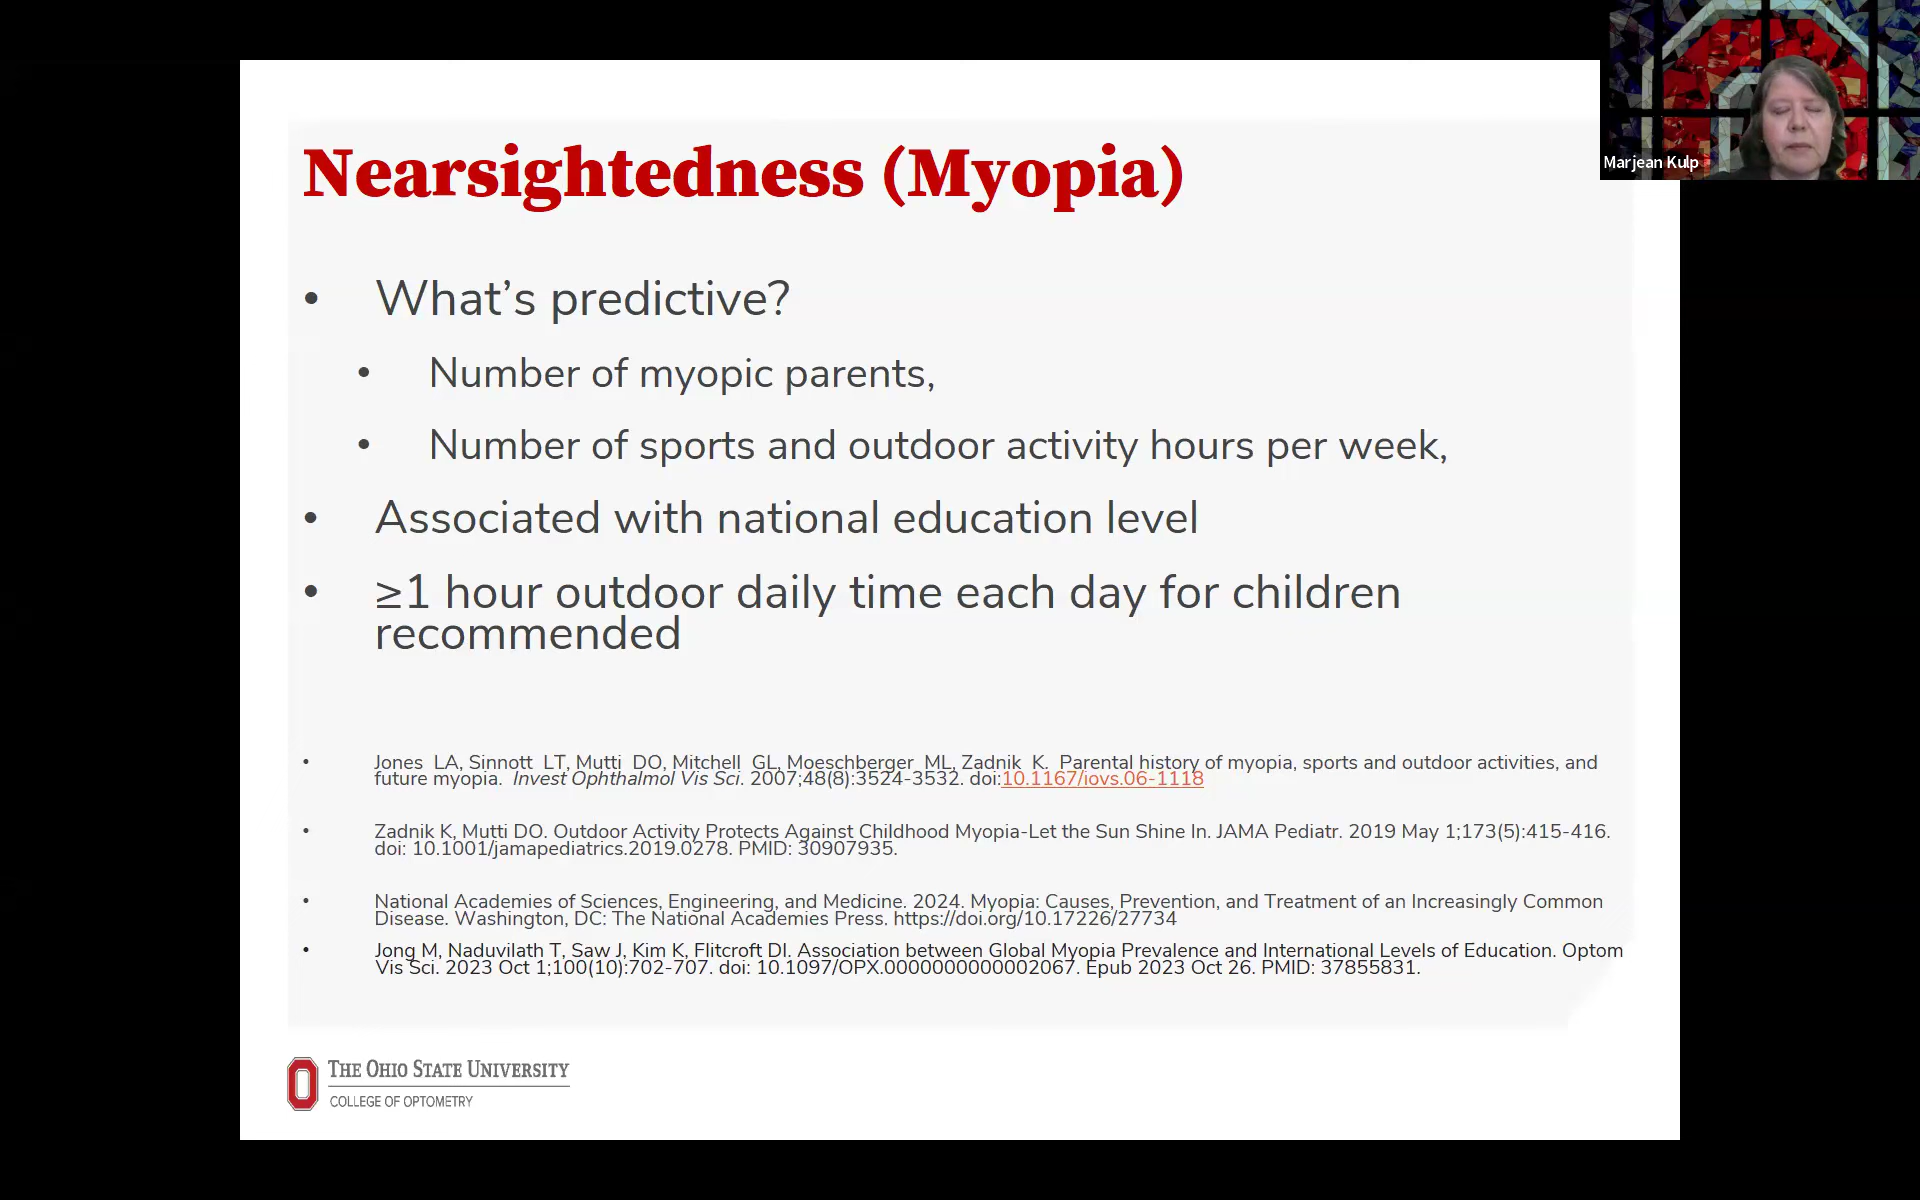 Marjean Kulp
Nearsightedness (Myopia)
• What’s predictive?
• Number of myopic parents,
• Number of sports and outdoor activity hours per week,
• Associated with national education level
• ≥1 hour outdoor daily time each day for children
recommended
• Jones LA, Sinnott LT, Mutti DO, Mitchell GL, Moeschberger ML, Zadnik K. Parental history of myopia, sports and outdoor activities, and
future myopia. Invest Ophthalmol Vis Sci. 2007;48(8):3524-3532. doi:10.1167/iovs.06-1118
• Zadnik K, Mutti DO. Outdoor Activity Protects Against Childhood Myopia-Let the Sun Shine In. JAMA Pediatr. 2019 May 1;173(5):415-416.
doi: 10.1001/jamapediatrics.2019.0278. PMID: 30907935.
• National Academies of Sciences, Engineering, and Medicine. 2024. Myopia: Causes, Prevention, and Treatment of an Increasingly Common
Disease. Washington, DC: The National Academies Press. https://doi.org/10.17226/27734
• Jong M, Naduvilath T, Saw J, Kim K, Flitcroft DI. Association between Global Myopia Prevalence and International Levels of Education. Optom
Vis Sci. 2023 Oct 1;100(10):702-707. doi: 10.1097/OPX.0000000000002067. Epub 2023 Oct 26. PMID: 37855831.
THE OHIO STATE UNIVERSITY
COLLEGE OF OPTOMETRY